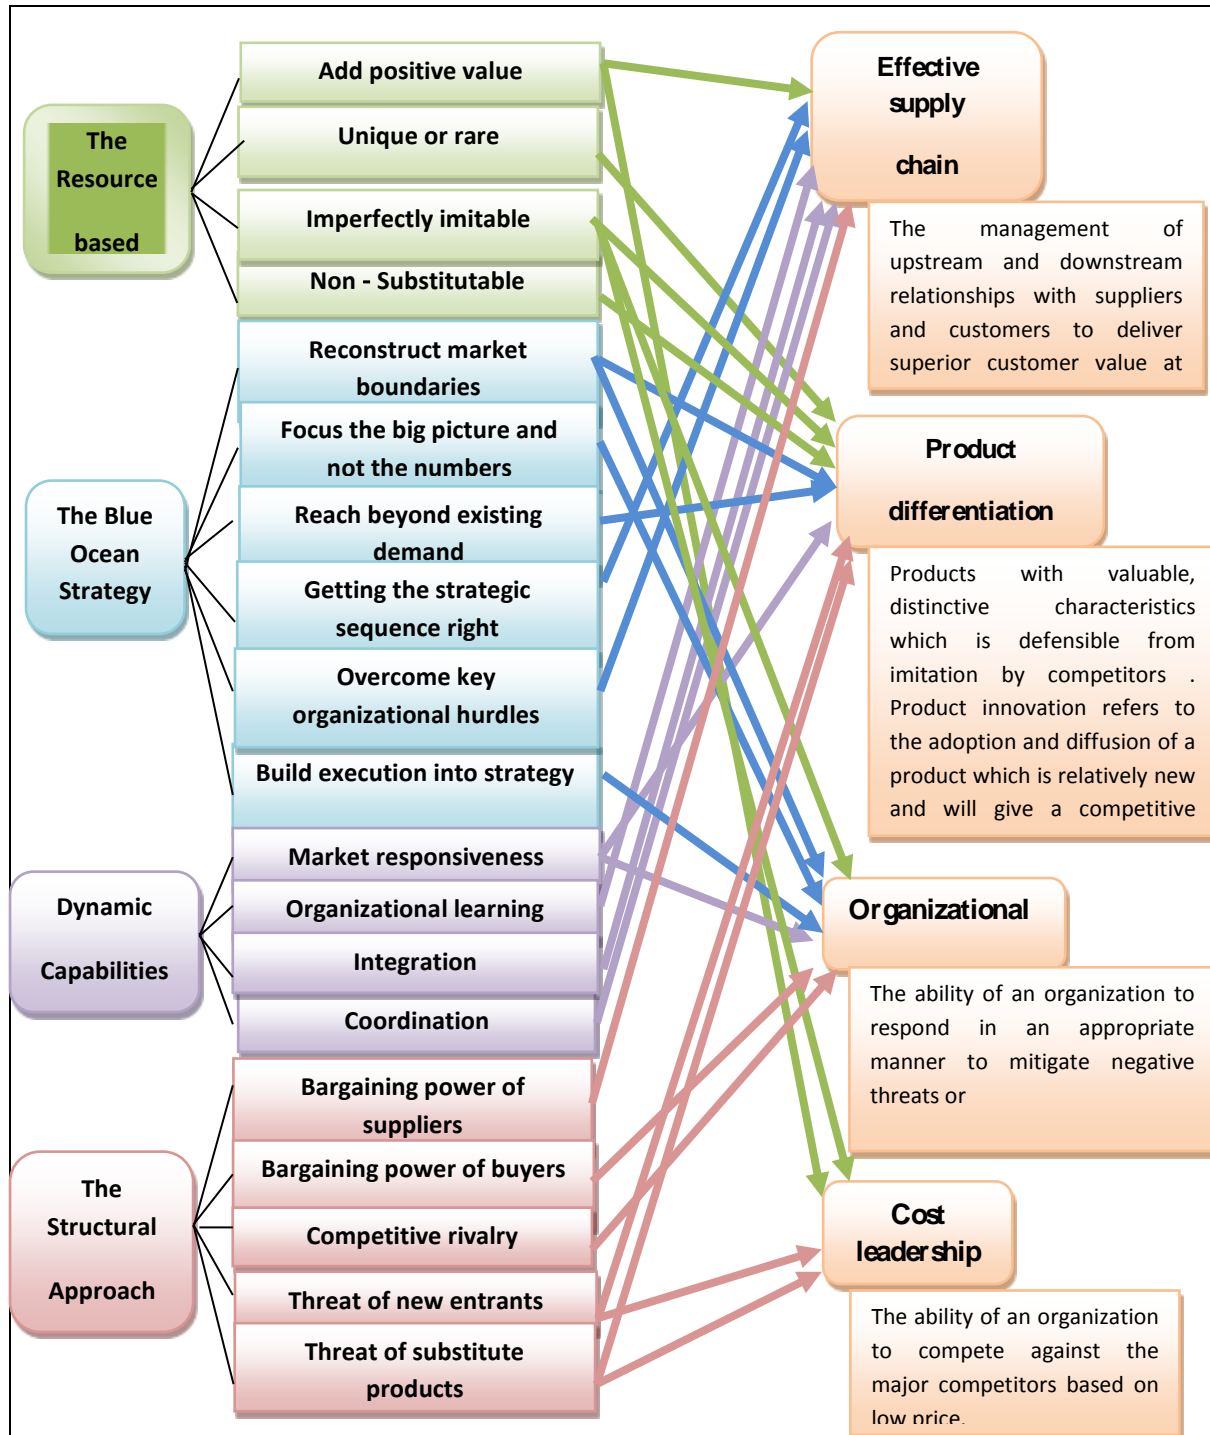 The
Resource
based
Add positive value
Unique or rare
Imperfectly imitable
Non - Substitutable
The Blue
Ocean
Strategy
Reconstruct market
boundaries
Focus the big picture and
not the numbers
Reach beyond existing
demand
Getting the strategic
sequence right
Overcome key
organizational hurdles
Build execution into strategy
Dynamic
Capabilities
Market responsiveness
Organizational learning
Integration
Coordination
The
Structural
Approach
Bargaining power of
suppliers
Bargaining power of buyers
Competitive rivalry
Threat of new entrants
Threat of substitute
products
Effective
supply
chain
The management of
upstream and downstream
relationships with suppliers
and customers to deliver
superior customer value at
Product
differentiation
Products with valuable,
distinctive characteristics
which is defensible from
imitation by competitors .
Product innovation refers to
the adoption and diffusion of a
product which is relatively new
and will give a competitive
Organizational
The ability of an organization to
respond in an appropriate
manner to mitigate negative
threats or
Cost
leadership
The ability of an organization
to compete against the
major competitors based on
low price.